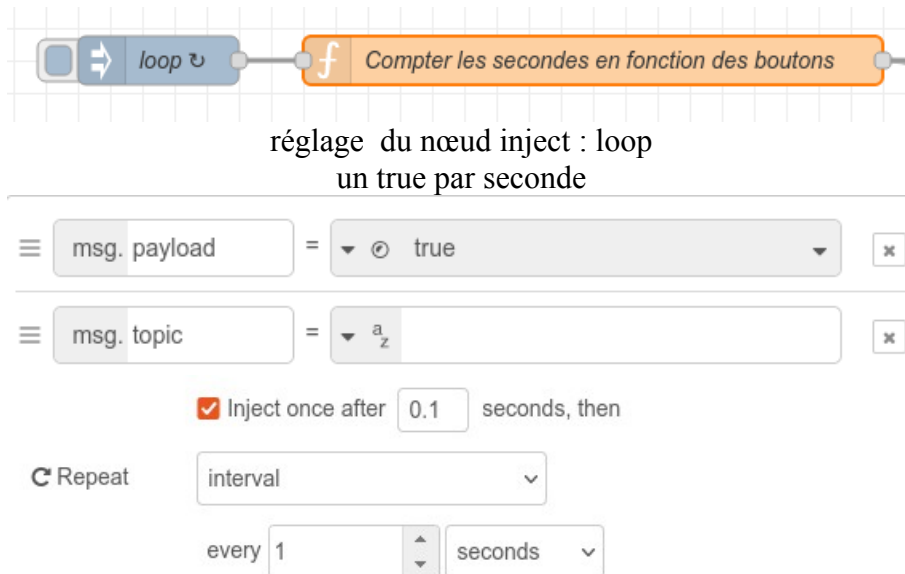 loop ↻ Compter les secondes en fonction des boutons
réglage du nœud inject : loop
un true par seconde
msg. payload = true
msg. topic = az
Inject once after 0.1 seconds, then
Repeat interval
every 1 seconds